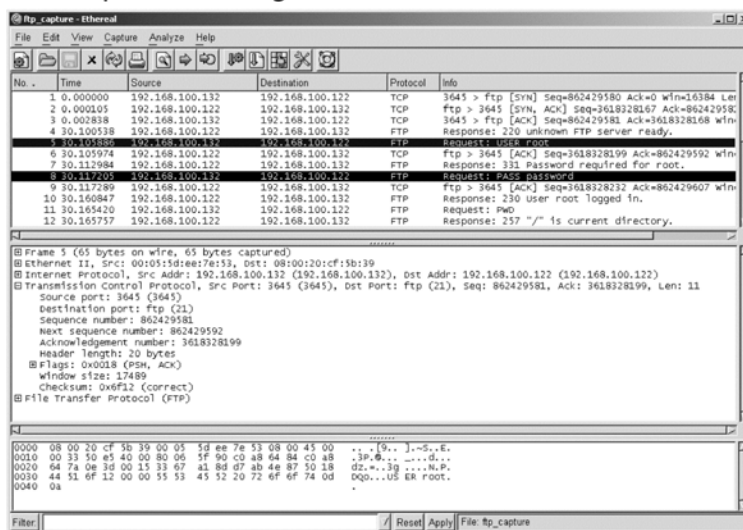 ftp_capture - Ethereal
File Edit View Capture Analyze Help
No. . Time Source Destination Protocol Info
1 0.000000 192.168.100.132 192.168.100.122 TCP 3645 > ftp [SYN] Seq=862429580 Ack=0 Win=16384 Len
2 0.000105 192.168.100.122 192.168.100.132 TCP ftp > 3645 [SYN, ACK] Seq=3618328167 Ack=862429582
3 0.002838 192.168.100.132 192.168.100.122 TCP 3645 > ftp [ACK] Seq=862429581 Ack=3618328168 Win=
4 30.100538 192.168.100.122 192.168.100.132 FTP Response: 220 unknown FTP server ready.
5 30.105886 192.168.100.132 192.168.100.122 FTP Request: USER root
6 30.105974 192.168.100.122 192.168.100.132 TCP ftp > 3645 [ACK] Seq=3618328199 Ack=862429592 Win=
7 30.112984 192.168.100.122 192.168.100.132 FTP Response: 331 Password required for root.
8 30.117205 192.168.100.132 192.168.100.122 FTP Request: PASS password
9 30.117289 192.168.100.122 192.168.100.132 TCP ftp > 3645 [ACK] Seq=3618328232 Ack=862429607 Win=
10 30.160847 192.168.100.122 192.168.100.132 FTP Response: 230 User root logged in.
11 30.165420 192.168.100.132 192.168.100.122 FTP Request: PWD
12 30.165757 192.168.100.122 192.168.100.132 FTP Response: 257 "/" is current directory.
Frame 5 (65 bytes on wire, 65 bytes captured)
Ethernet II, Src: 00:05:5d:ee:7e:53, Dst: 08:00:20:cf:5b:39
Internet Protocol, Src Addr: 192.168.100.132 (192.168.100.132), Dst Addr: 192.168.100.122 (192.168.100.122)
Transmission Control Protocol, Src Port: 3645 (3645), Dst Port: ftp (21), Seq: 862429581, Ack: 3618328199, Len: 11
Source port: 3645 (3645)
Destination port: ftp (21)
Sequence number: 862429581
Next sequence number: 862429592
Acknowledgement number: 3618328199
Header length: 20 bytes
Flags: 0x0018 (PSH, ACK)
Window size: 17489
Checksum: 0x6f12 (correct)
File Transfer Protocol (FTP)
0000 08 00 20 cf 5b 39 00 05 5d ee 7e 53 08 00 45 00 .. .[9.. ].~S..E.
0010 00 33 50 e5 40 00 80 06 5f 90 c0 a8 64 84 c0 a8 .3P.@... _...d...
0020 64 7a 0e 3d 00 15 33 67 a1 8d d7 ab 4e 87 50 18 dz.=..3g ....N.P.
0030 44 51 6f 12 00 00 55 53 45 52 20 72 6f 6f 74 0d DQo...US ER root.
0040 0a .
Filter: / Reset Apply File: ftp_capture